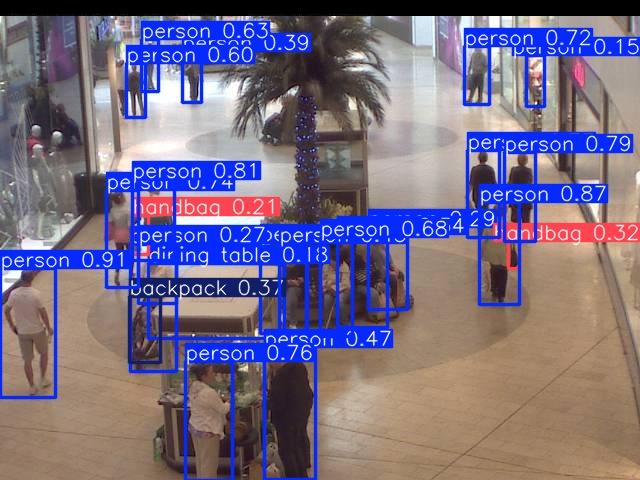 person 0.63
person 0.39
person 0.72
person 0.15
person 0.60
person 0.79
person 0.81
person 0.74
person 0.87
handbag 0.21
person 0.68
0.29
person 0.27
handbag 0.32
dining table 0.18
person 0.91
backpack 0.37
person 0.47
person 0.76